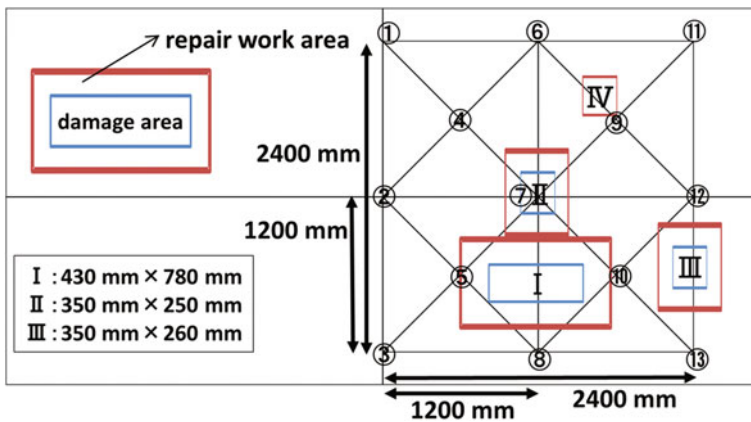 repair work area
damage area
① ⑥ ⑪
Ⅳ
④ ⑨
2400 mm
② ⑦ Ⅱ ⑫
1200 mm
Ⅲ
⑤ Ⅰ ⑩
Ⅰ : 430 mm × 780 mm
Ⅱ : 350 mm × 250 mm
Ⅲ : 350 mm × 260 mm
③ ⑧ ⑬
1200 mm 2400 mm